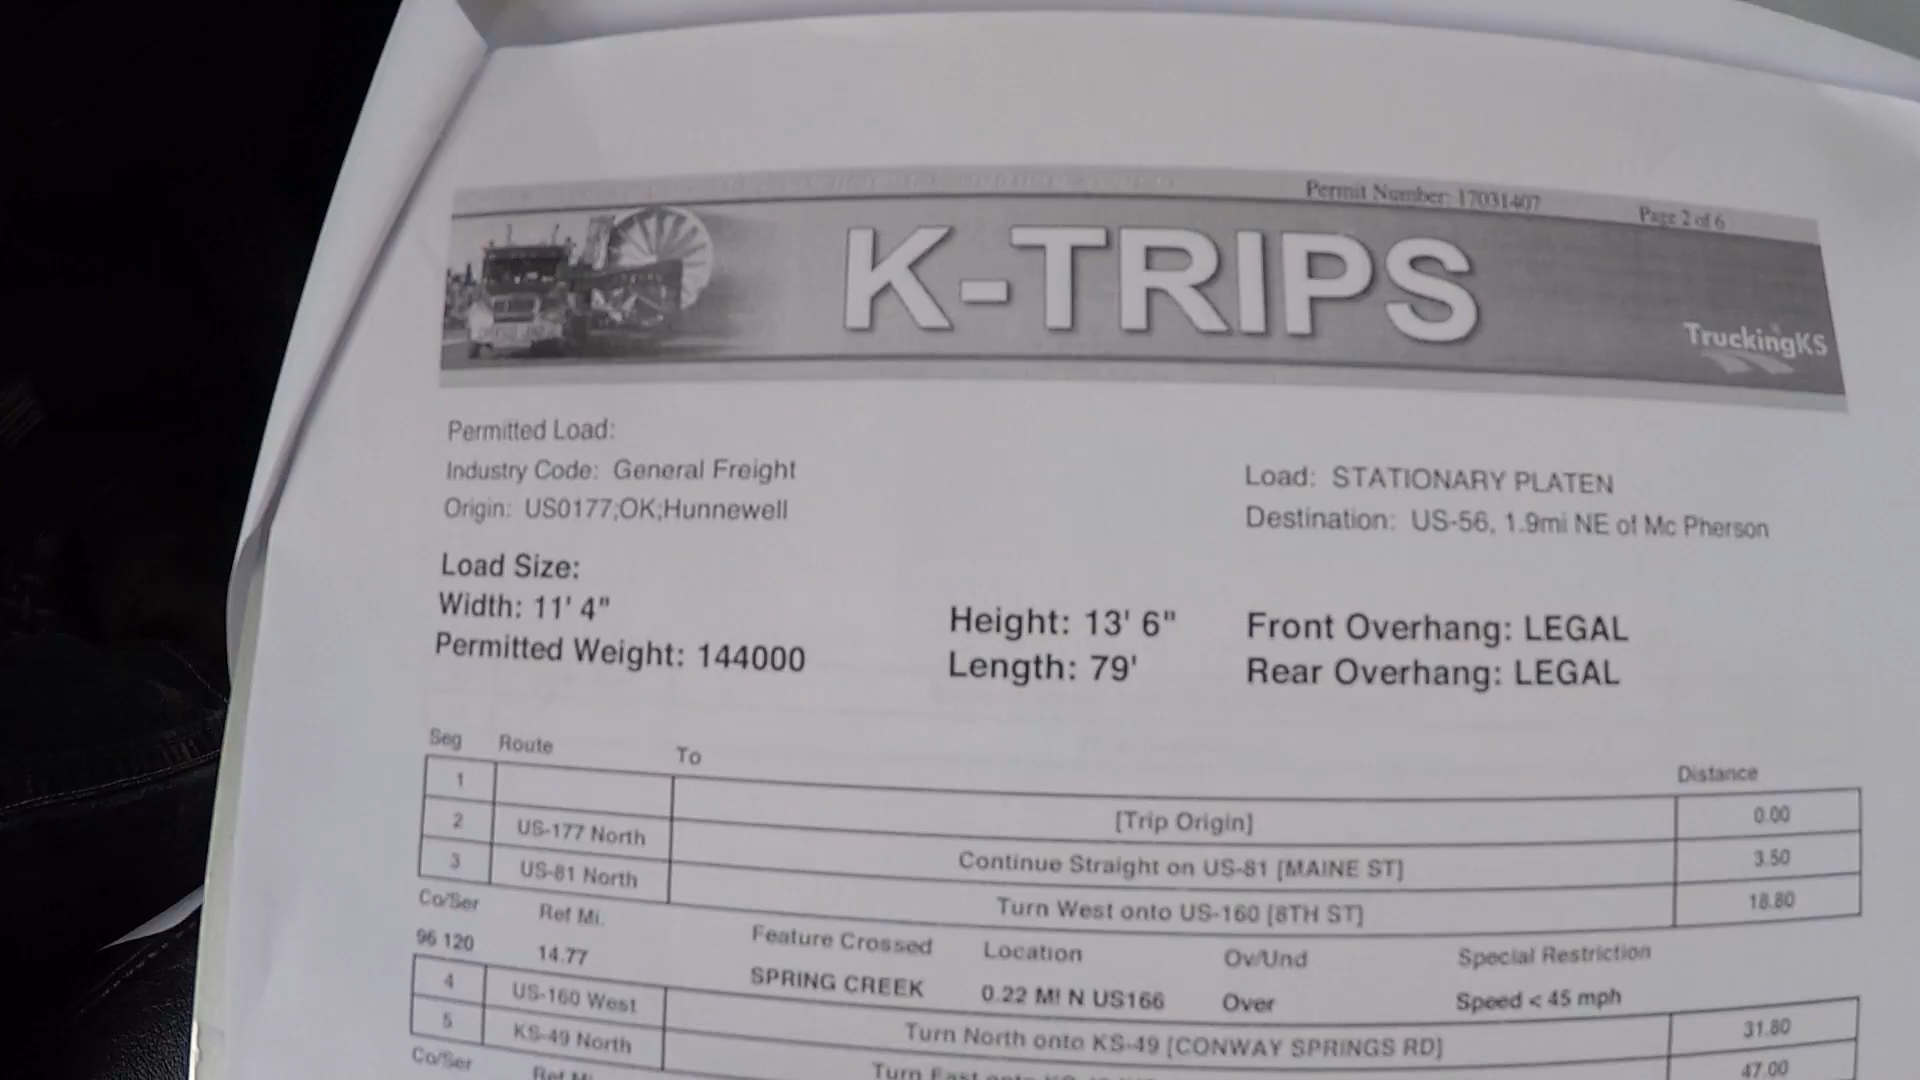 Permit Number: 17031407 Page 2 of 6
K-TRIPS
TruckingKS
Permitted Load:
Industry Code: General Freight Load: STATIONARY PLATEN
Origin: US0177;OK;Hunnewell Destination: US-56, 1.9mi NE of Mc Pherson
Load Size:
Width: 11' 4" Height: 13' 6" Front Overhang: LEGAL
Permitted Weight: 144000 Length: 79' Rear Overhang: LEGAL
Seg Route To Distance
1 [Trip Origin] 0.00
2 US-177 North Continue Straight on US-81 [MAINE ST] 3.50
3 US-81 North Turn West onto US-160 [8TH ST] 18.80
Co/Ser Ref Mi. Feature Crossed Location Ov/Und Special Restriction
96 120 14.77 SPRING CREEK 0.22 MI N US166 Over Speed < 45 mph
4 US-160 West Turn North onto KS-49 [CONWAY SPRINGS RD] 31.80
5 KS-49 North Turn East onto 47.00
Co/Ser Ref Mi.